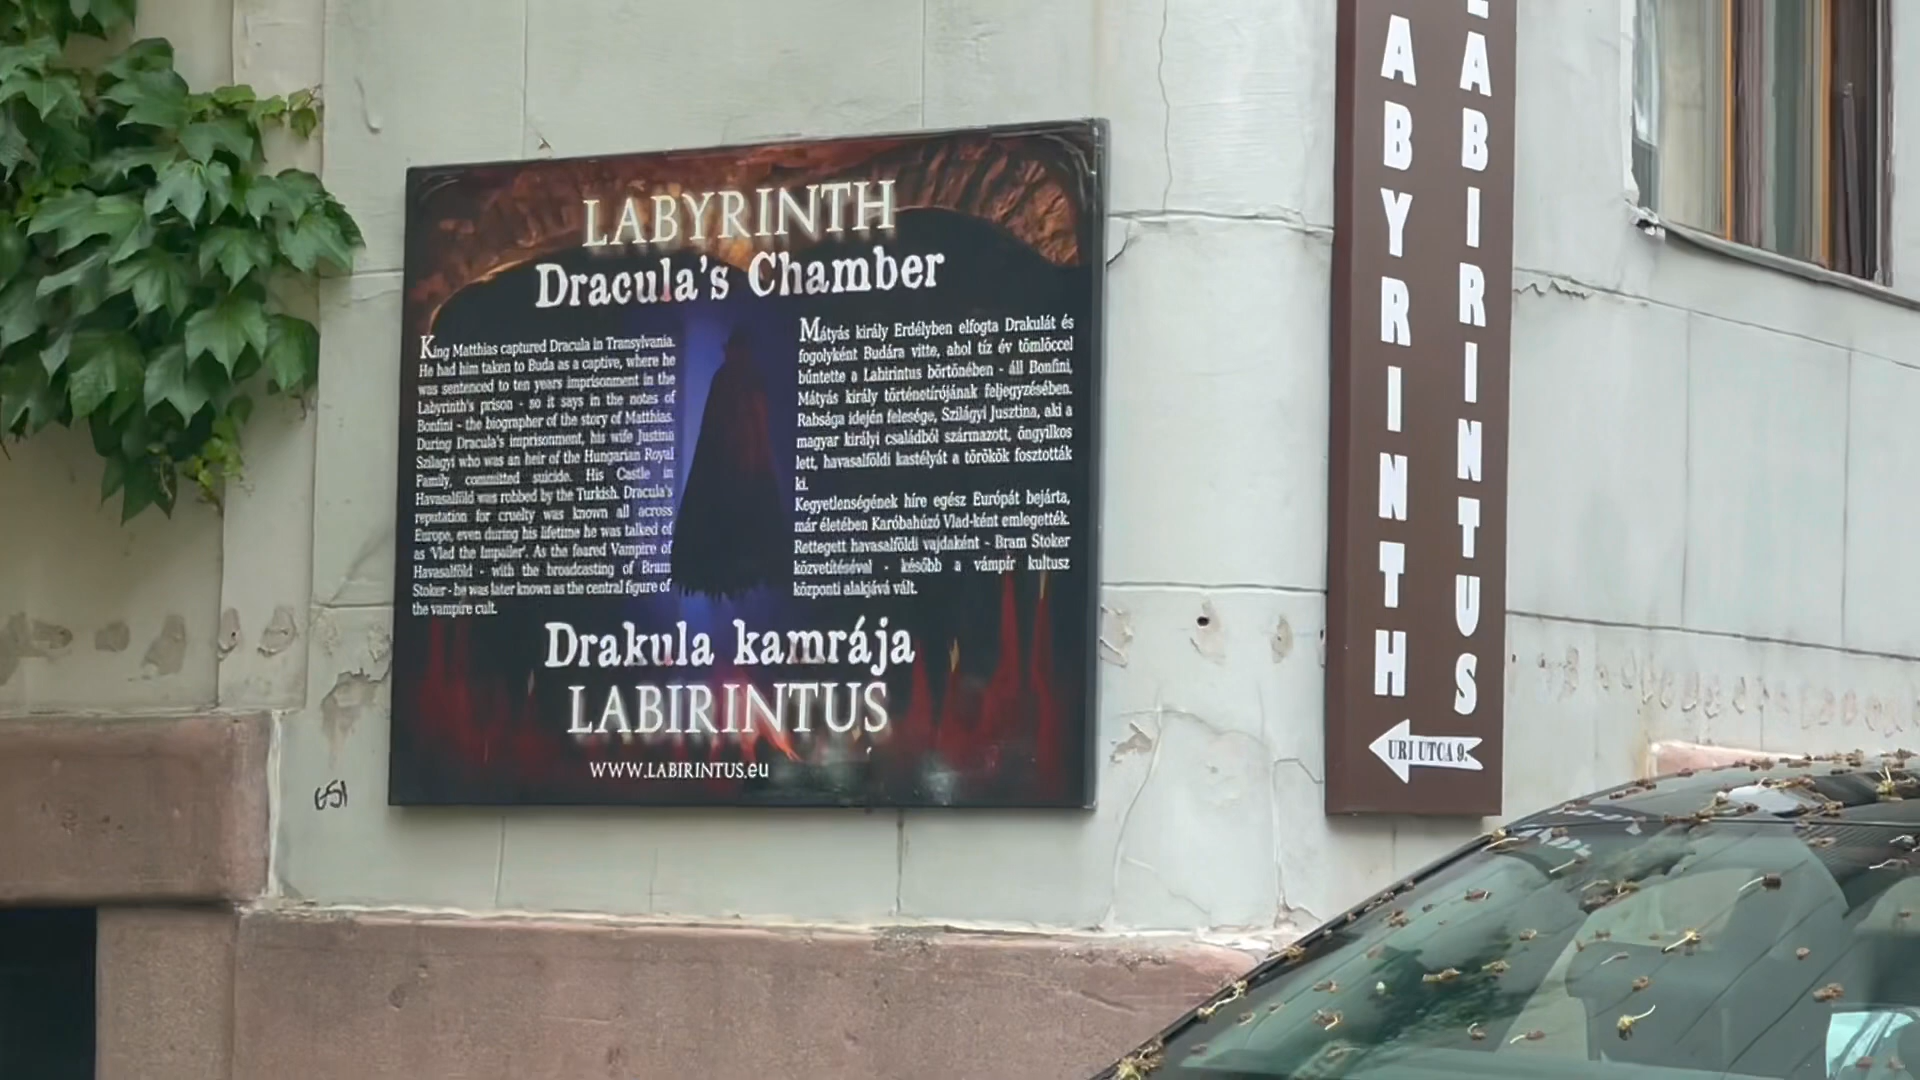 LABYRINTH
Dracula's Chamber
King Matthias captured Dracula in Transylvania.
He had him taken to Buda as a captive, where he
was sentenced to ten years imprisonment in the
Labyrinth's prison - so it says in the notes of
Bonfini - the biographer of the story of Matthias.
During Dracula's imprisonment, his wife Justina
Szilagyi who was an heir of the Hungarian Royal
Family, committed suicide. His Castle in
Havasalföld was robbed by the Turkish. Dracula's
reputation for cruelty was known all across
Europe, even during his lifetime he was talked of
as 'Vlad the Impailer'. As the feared Vampire of
Havasalföld - with the broadcasting of Bram
Stoker - he was later known as the central figure of
the vampire cult.
Mátyás király Erdélyben elfogta Drakulát és
fogolyként Budára vitte, ahol tíz év tömlöccel
büntette a Labirintus börtönében - áll Bonfini,
Mátyás király történetírójának feljegyzésében.
Rabsága idején felesége, Szilágyi Jusztina, aki a
magyar királyi családból származott, öngyilkos
lett, havasalföldi kastélyát a törökök fosztották
ki.
Kegyetlenségének híre egész Európát bejárta,
már életében Karóbahúzó Vlad-ként emlegették.
Rettegett havasalföldi vajdaként - Bram Stoker
közvetítésével - később a vámpír kultusz
központi alakjává vált.
Drakula kamrája
LABIRINTUS
WWW.LABIRINTUS.eu
ABYRINTH
LABIRINTUS
URI UTCA 9.